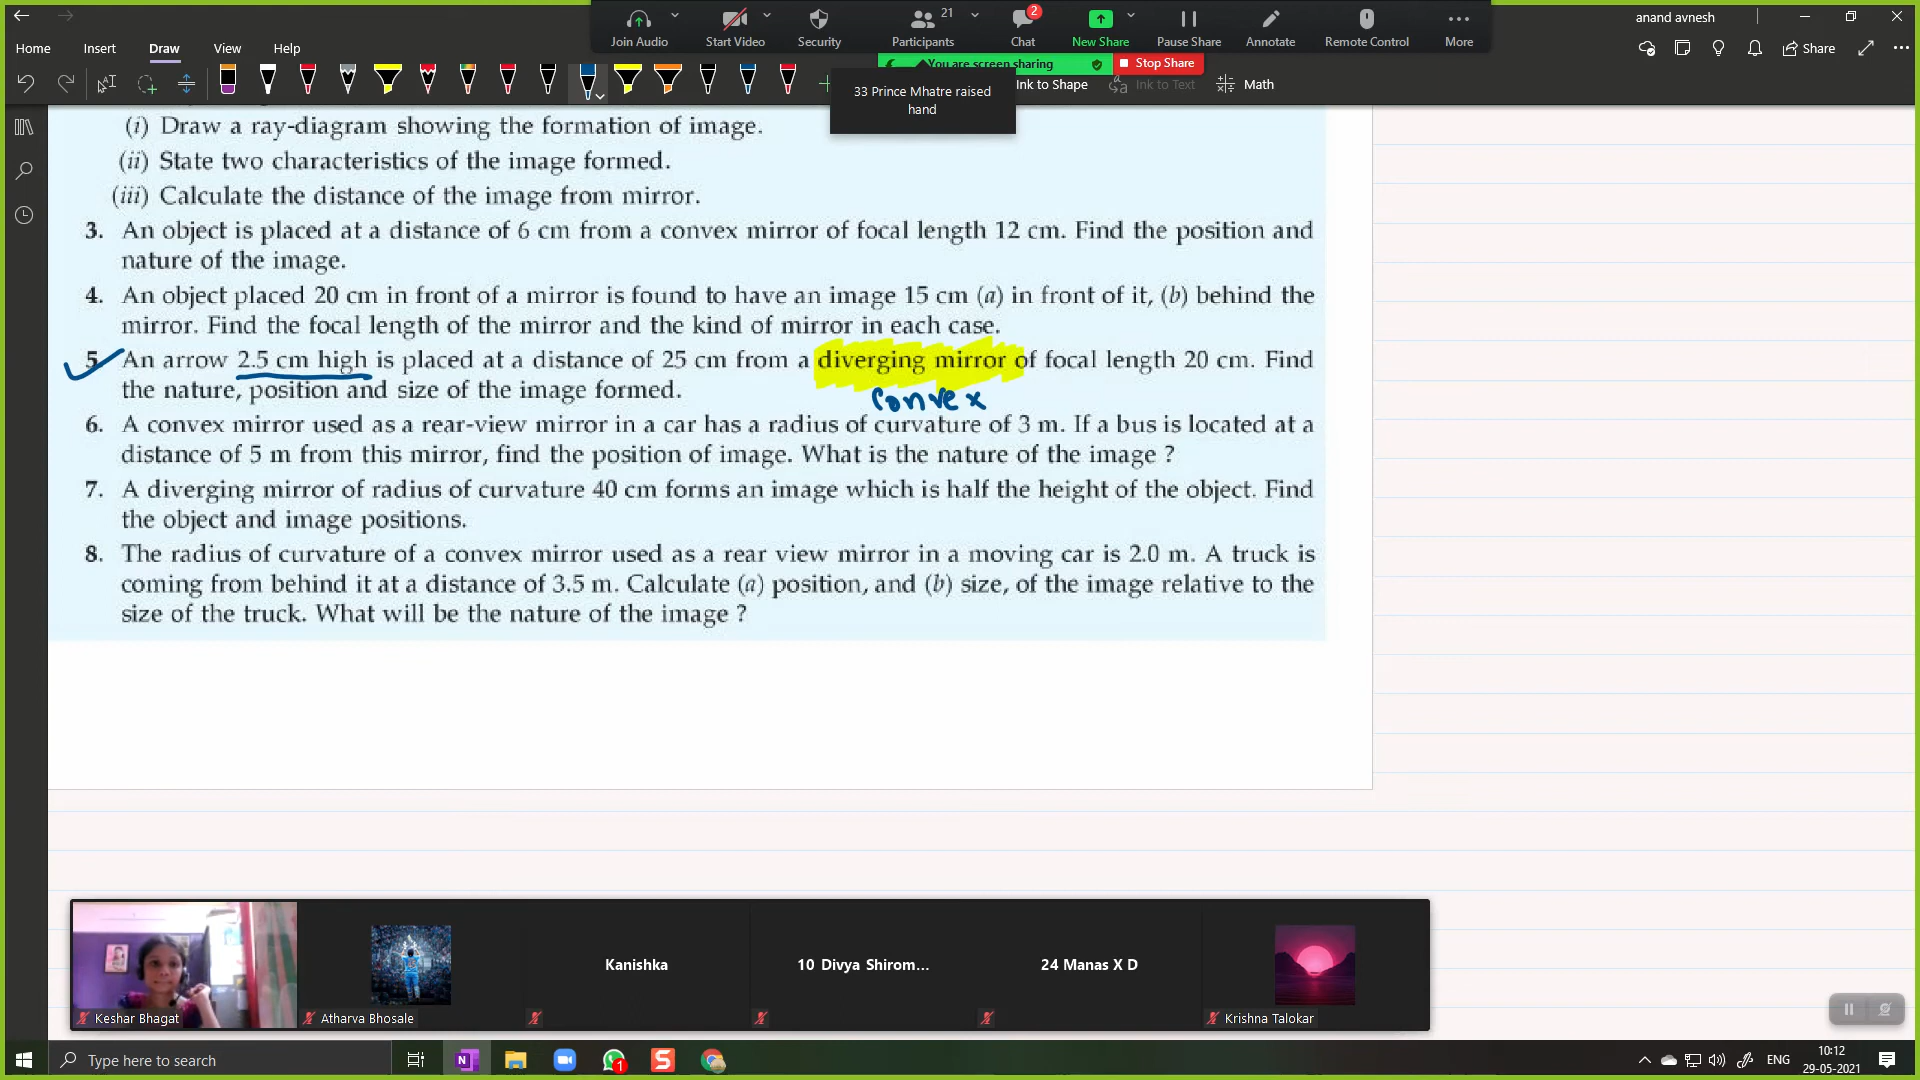 anand avnesh
Join Audio
Start Video
Security
Participants
21
Chat
2
New Share
Pause Share
Annotate
Remote Control
More
Home
Insert
Draw
View
Help
Share
You are screen sharing
Stop Share
33 Prince Mhatre raised
hand
Ink to Shape
Ink to Text
Math
(i) Draw a ray-diagram showing the formation of image.
(ii) State two characteristics of the image formed.
(iii) Calculate the distance of the image from mirror.
3. An object is placed at a distance of 6 cm from a convex mirror of focal length 12 cm. Find the position and
nature of the image.
4. An object placed 20 cm in front of a mirror is found to have an image 15 cm (a) in front of it, (b) behind the
mirror. Find the focal length of the mirror and the kind of mirror in each case.
5. An arrow 2.5 cm high is placed at a distance of 25 cm from a diverging mirror of focal length 20 cm. Find
the nature, position and size of the image formed.
convex
6. A convex mirror used as a rear-view mirror in a car has a radius of curvature of 3 m. If a bus is located at a
distance of 5 m from this mirror, find the position of image. What is the nature of the image ?
7. A diverging mirror of radius of curvature 40 cm forms an image which is half the height of the object. Find
the object and image positions.
8. The radius of curvature of a convex mirror used as a rear view mirror in a moving car is 2.0 m. A truck is
coming from behind it at a distance of 3.5 m. Calculate (a) position, and (b) size, of the image relative to the
size of the truck. What will be the nature of the image ?
Keshar Bhagat
Atharva Bhosale
Kanishka
10 Divya Shirom...
24 Manas X D
Krishna Talokar
Type here to search
N
1
S
ENG
10:12
29-05-2021